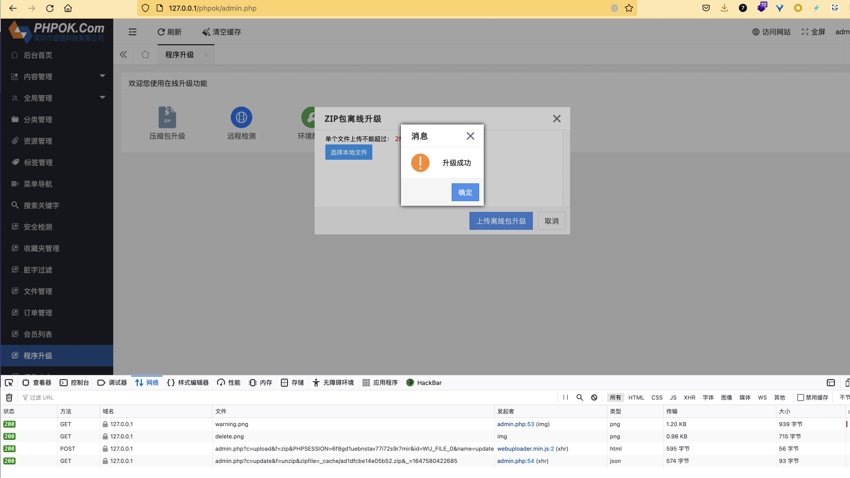 127.0.0.1/phpok/admin.php
10
PHPOK.Com
刷新
清空缓存
访问网站
全屏
adm
后台首页
程序升级
内容管理
欢迎您使用在线升级功能
全局管理
分类管理
ZIP包离线升级
资源管理
压缩包升级
远程检测
环境
单个文件上传不能超过：
2
选择本地文件
消息
升级成功
确定
标签管理
菜单导航
搜索关键字
上传离线包升级
取消
安全检测
收藏夹管理
脏字过滤
文件管理
订单管理
会员列表
程序升级
查看器
控制台
调试器
网络
样式编辑器
性能
内存
存储
无障碍环境
应用程序
HackBar
过滤 URL
所有 HTML CSS JS XHR 字体 图像 媒体 WS 其他
禁用缓存
不节
状态 方法 域名 文件 发起者 类型 传输 大小
200 GET 127.0.0.1 warning.png admin.php:53 (img) png 1.20 KB 939 字节
200 GET 127.0.0.1 delete.png img png 0.98 KB 715 字节
200 POST 127.0.0.1 admin.php?c=upload&f=zip&PHPSESSION=6f8gd1uebnstav77i72s9r7mir&id=WU_FILE_0&name=update webuploader.min.js:2 (xhr) html 595 字节 56 字节
200 GET 127.0.0.1 admin.php?c=update&f=unzip&zipfile=_cache/ad1dfcbe14e05b52.zip&_=1647580422685 admin.php:54 (xhr) json 574 字节 93 字节